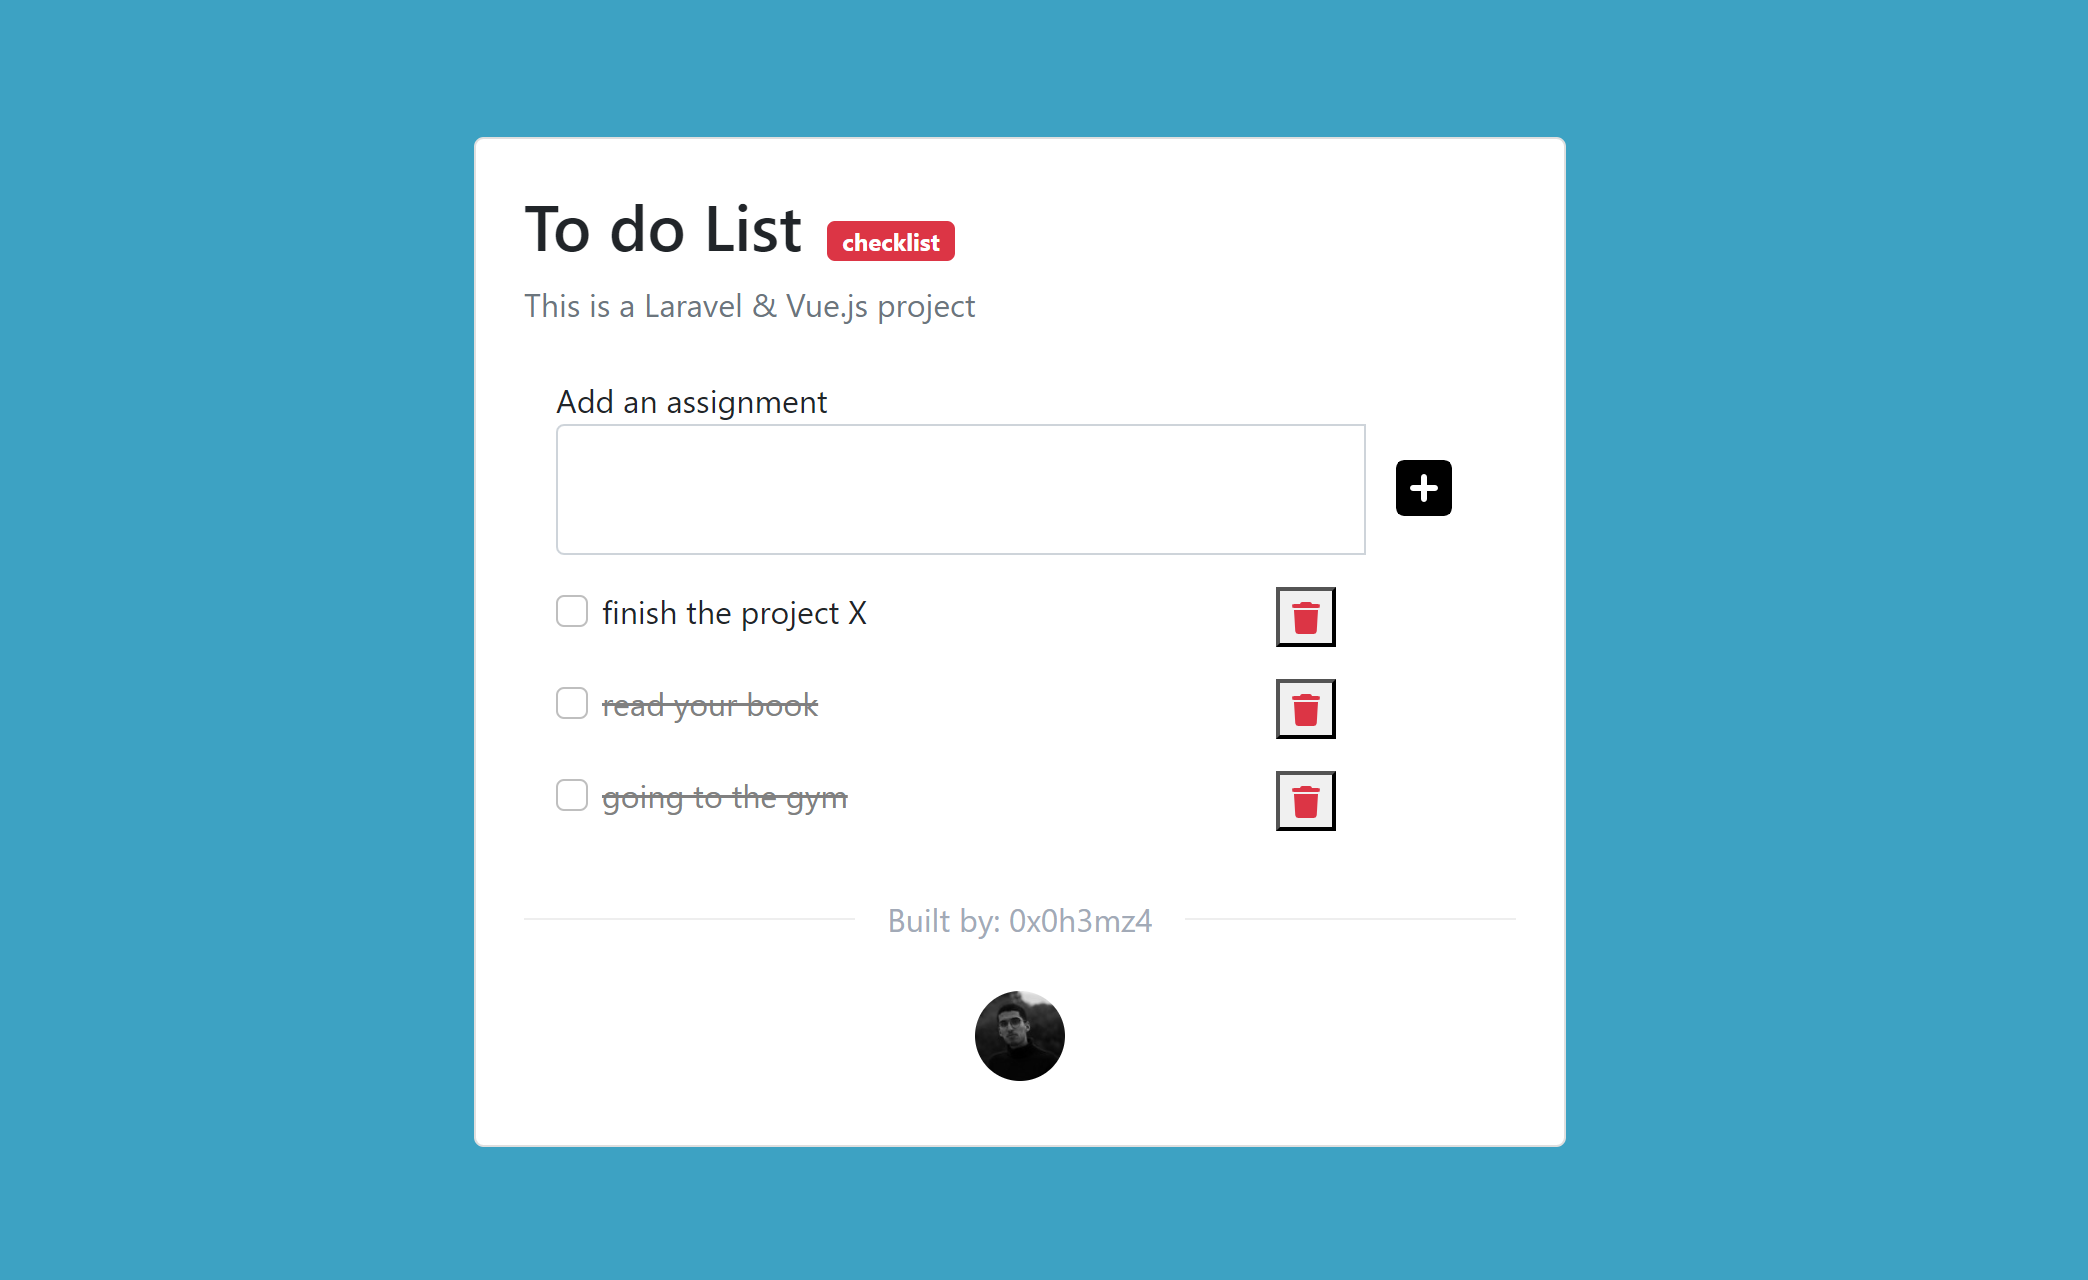 To do List checklist
This is a Laravel & Vue.js project
Add an assignment
finish the project X
read your book
going to the gym
Built by: 0x0h3mz4